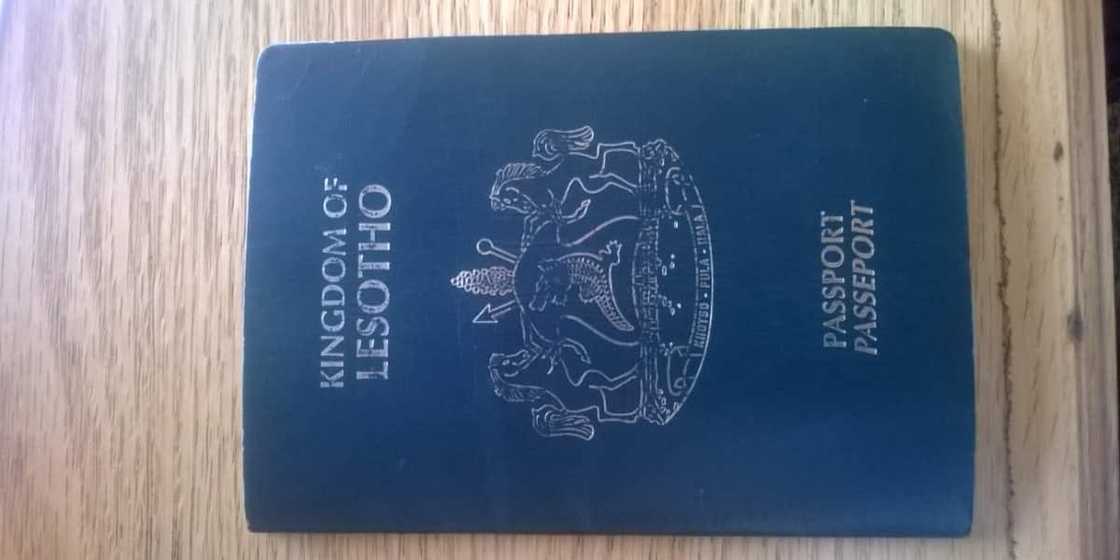 KINGDOM OF
LESOTHO
KHOTSO • PULA • NALA
PASSPORT
PASSEPORT